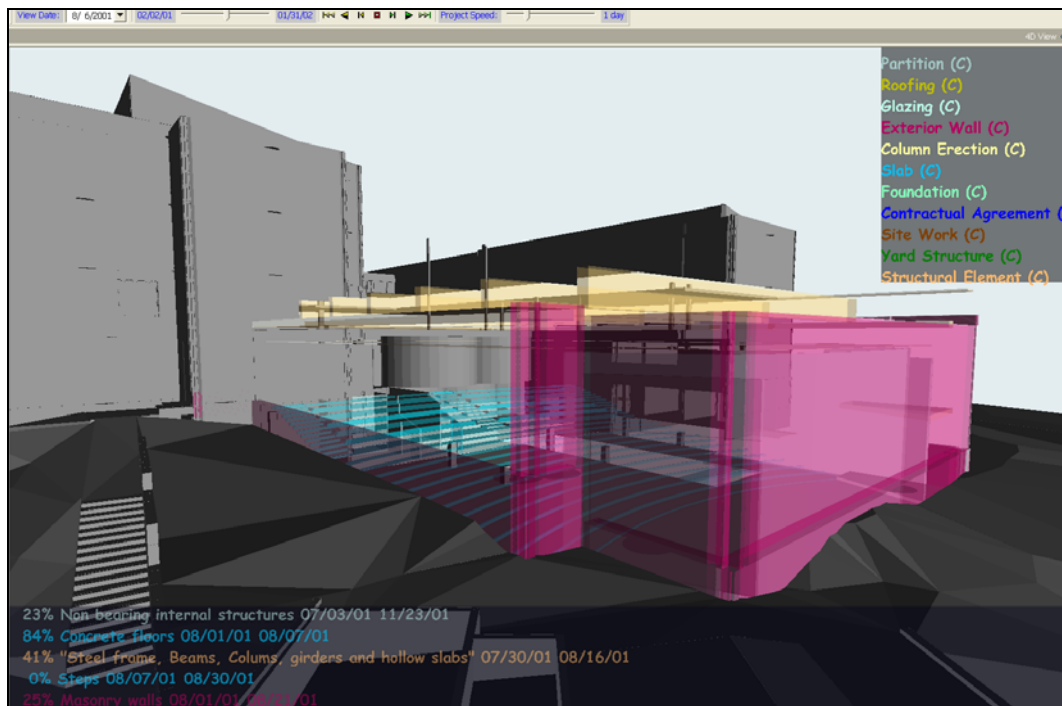 View Date: 8/ 6/2001 02/02/01 01/31/02 Project Speed: 1 day
4D View
Partition (C)
Roofing (C)
Glazing (C)
Exterior Wall (C)
Column Erection (C)
Slab (C)
Foundation (C)
Contractual Agreement (
Site Work (C)
Yard Structure (C)
Structural Element (C)
23% Non bearing internal structures 07/03/01 11/23/01
84% Concrete floors 08/01/01 08/07/01
41% "Steel frame, Beams, Colums, girders and hollow slabs" 07/30/01 08/16/01
0% Steps 08/07/01 08/30/01
25% Masonry walls 08/01/01